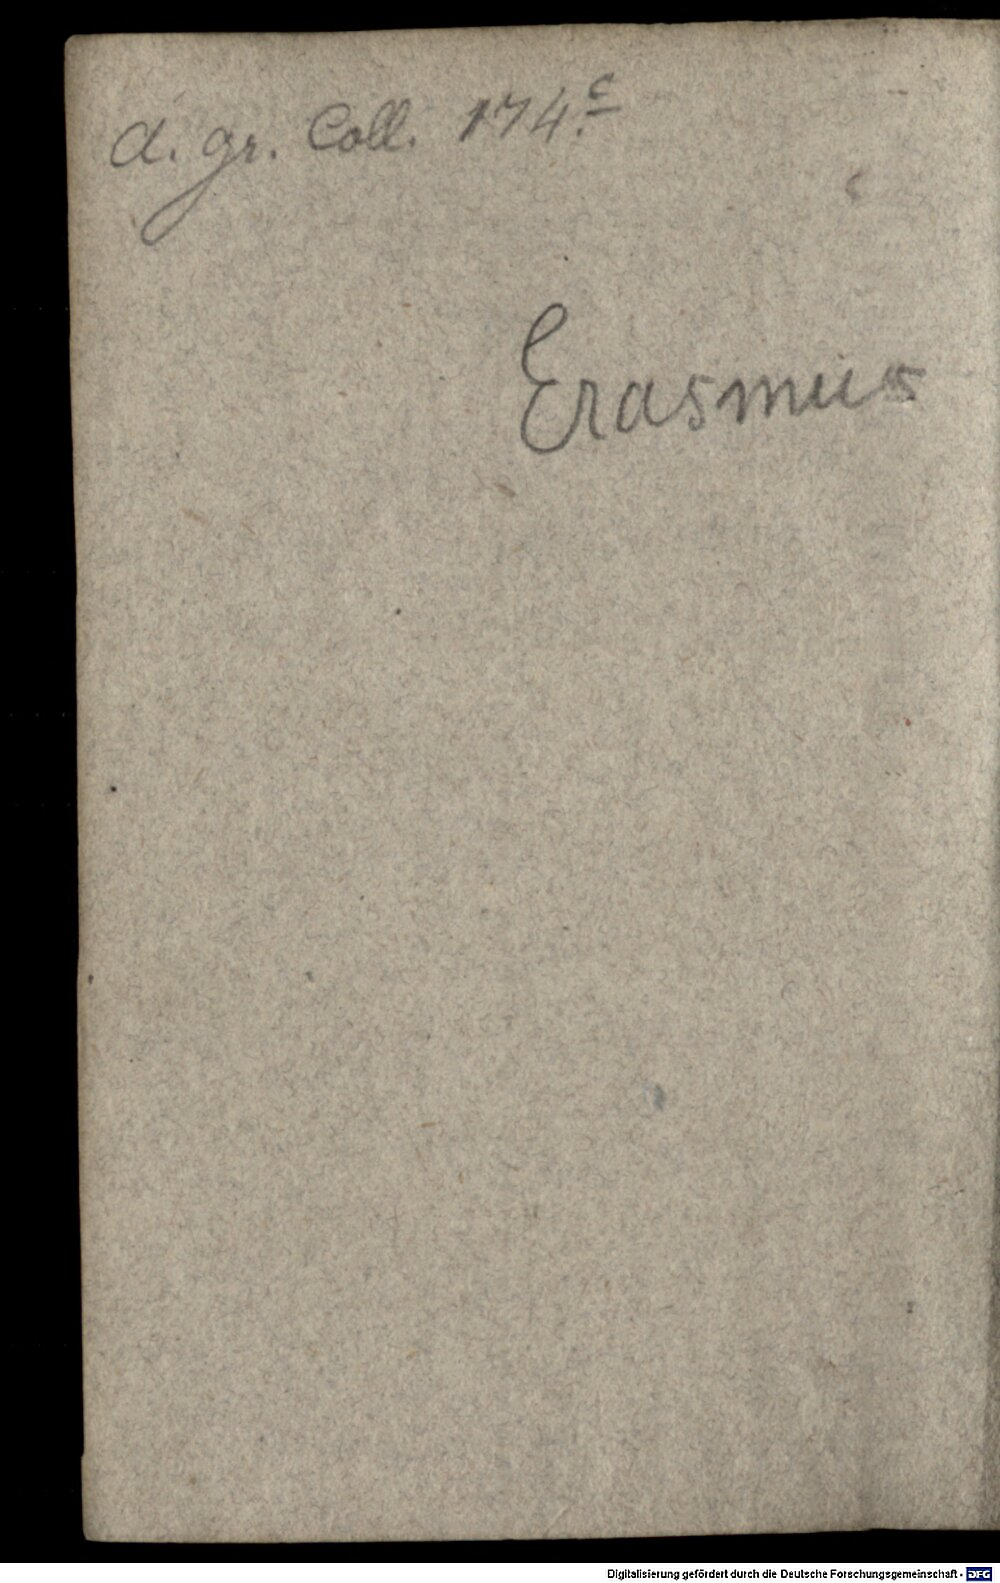 A. gr. Coll. 174.c
Erasmus
Digitalisierung gefördert durch die Deutsche Forschungsgemeinschaft - DFG